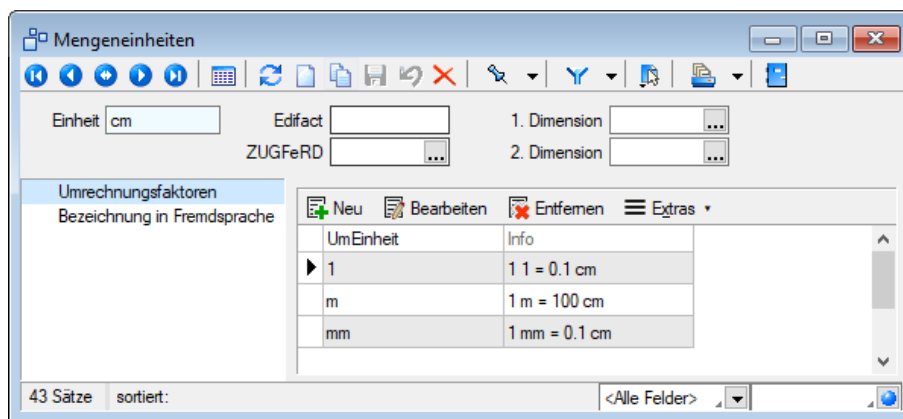 Mengeneinheiten
Einheit cm Edifact 1. Dimension ...
ZUGFeRD ... 2. Dimension ...
Umrechnungsfaktoren
Bezeichnung in Fremdsprache
Neu Bearbeiten Entfernen Extras
UmEinheit Info
1 1 1 = 0.1 cm
m 1 m = 100 cm
mm 1 mm = 0.1 cm
43 Sätze sortiert: <Alle Felder>